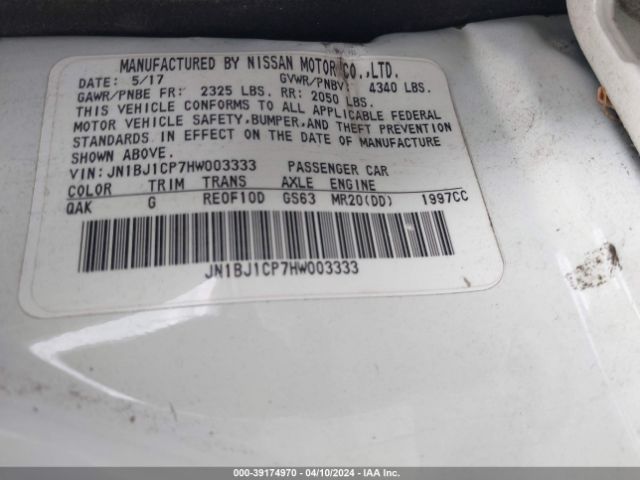 MANUFACTURED BY NISSAN MOTOR CO.,LTD.
DATE: 5/17 GVWR/PNBV: 4340 LBS.
GAWR/PNBE FR: 2325 LBS. RR: 2050 LBS.
THIS VEHICLE CONFORMS TO ALL APPLICABLE FEDERAL
MOTOR VEHICLE SAFETY,BUMPER,AND THEFT PREVENTION
STANDARDS IN EFFECT ON THE DATE OF MANUFACTURE
SHOWN ABOVE.
VIN:JN1BJ1CP7HW003333 PASSENGER CAR
COLOR TRIM TRANS AXLE ENGINE
QAK G RE0F10D GS63 MR20(DD) 1997CC
JN1BJ1CP7HW003333
000-39174970 - 04/10/2024 - IAA Inc.